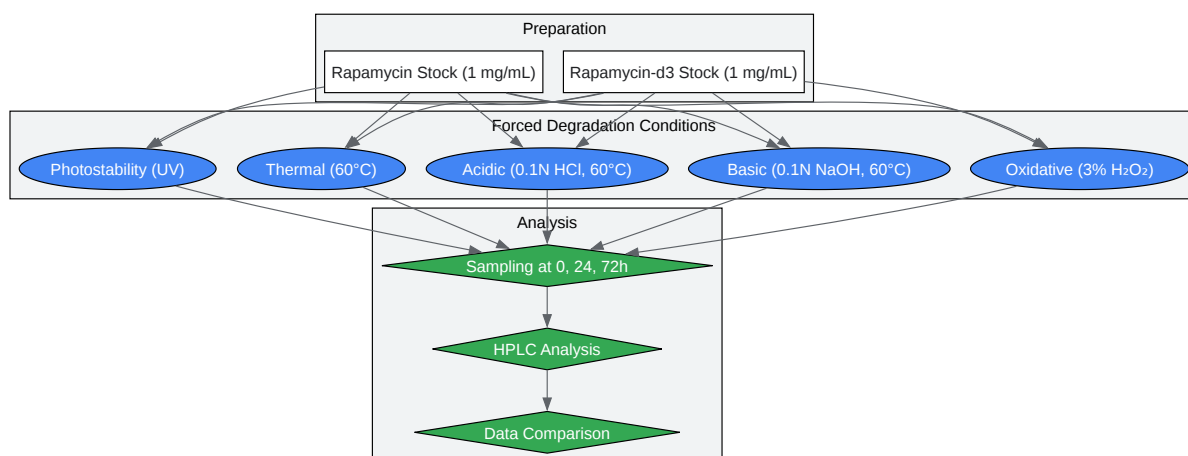 Preparation
Rapamycin Stock (1 mg/mL)
Rapamycin-d3 Stock (1 mg/mL)
Forced Degradation Conditions
Photostability (UV)
Thermal (60°C)
Acidic (0.1N HCl, 60°C)
Basic (0.1N NaOH, 60°C)
Oxidative (3% H₂O₂)
Analysis
Sampling at 0, 24, 72h
HPLC Analysis
Data Comparison